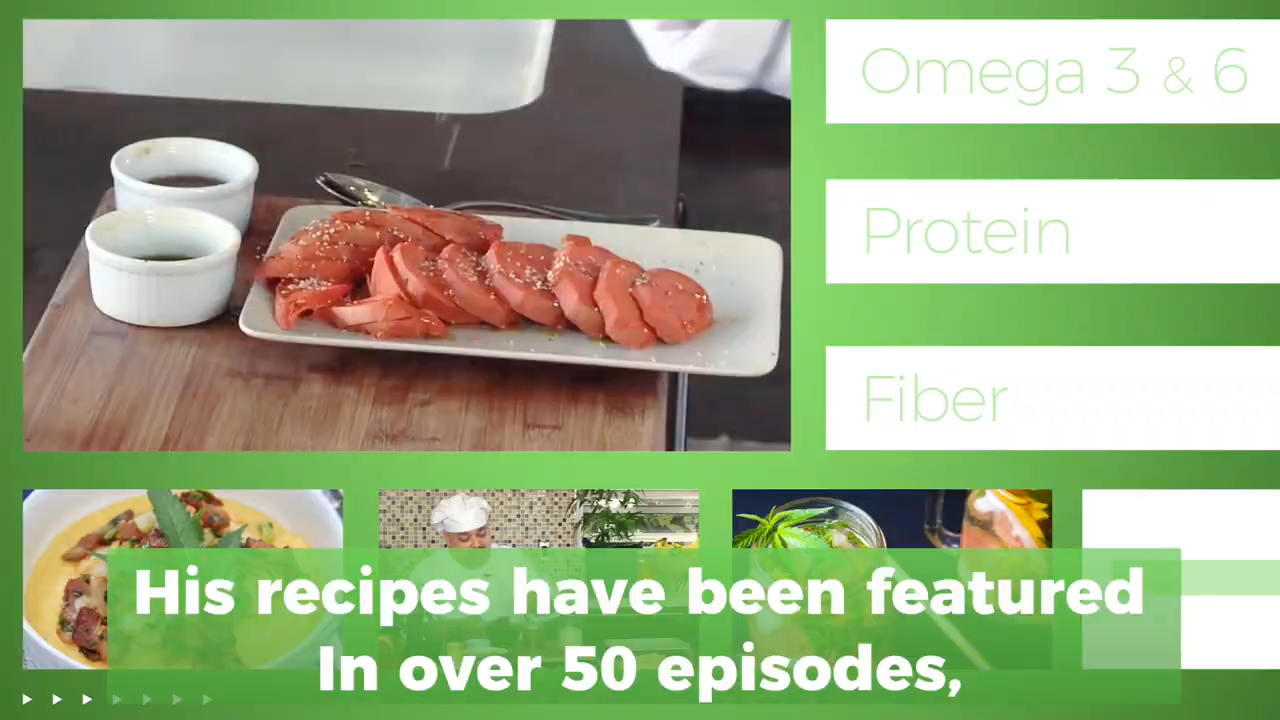 Omega 3 & 6
Protein
Fiber
His recipes have been featured
In over 50 episodes,